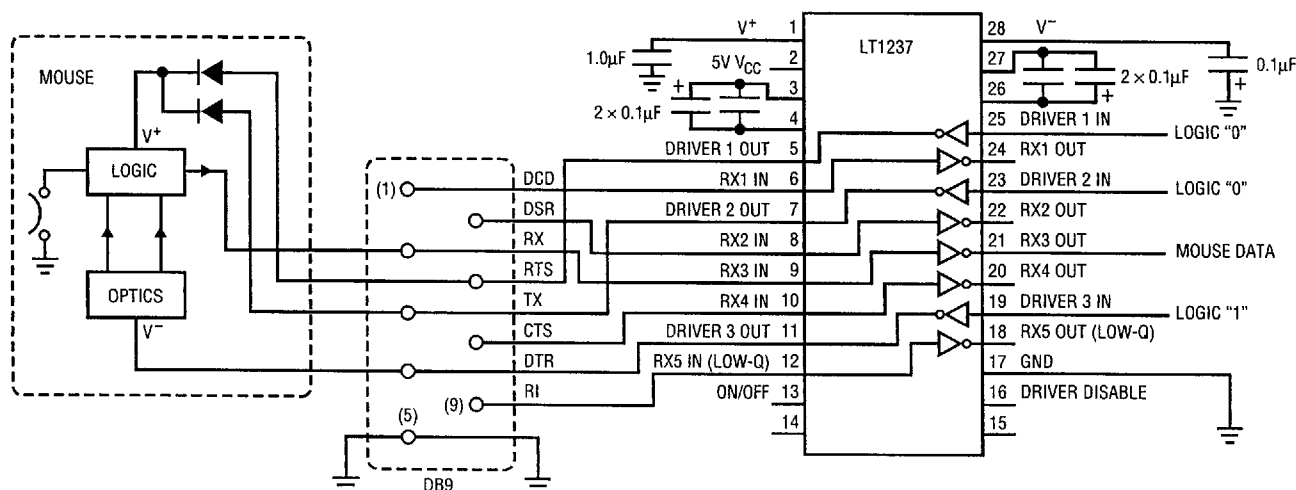 MOUSE
V+
LOGIC
OPTICS
V−
(1)
(9)
(5)
DB9
DCD
DSR
RX
RTS
TX
CTS
DTR
RI
1.0µF
5V VCC
+
2 × 0.1µF
V+
DRIVER 1 OUT
RX1 IN
DRIVER 2 OUT
RX2 IN
RX3 IN
RX4 IN
DRIVER 3 OUT
RX5 IN (LOW-Q)
ON/OFF
1
2
3
4
5
6
7
8
9
10
11
12
13
14
LT1237
28
27
26
25
24
23
22
21
20
19
18
17
16
15
V−
+
2 × 0.1µF
0.1µF
+
DRIVER 1 IN
RX1 OUT
DRIVER 2 IN
RX2 OUT
RX3 OUT
RX4 OUT
DRIVER 3 IN
RX5 OUT (LOW-Q)
GND
DRIVER DISABLE
LOGIC “0”
LOGIC “0”
MOUSE DATA
LOGIC “1”